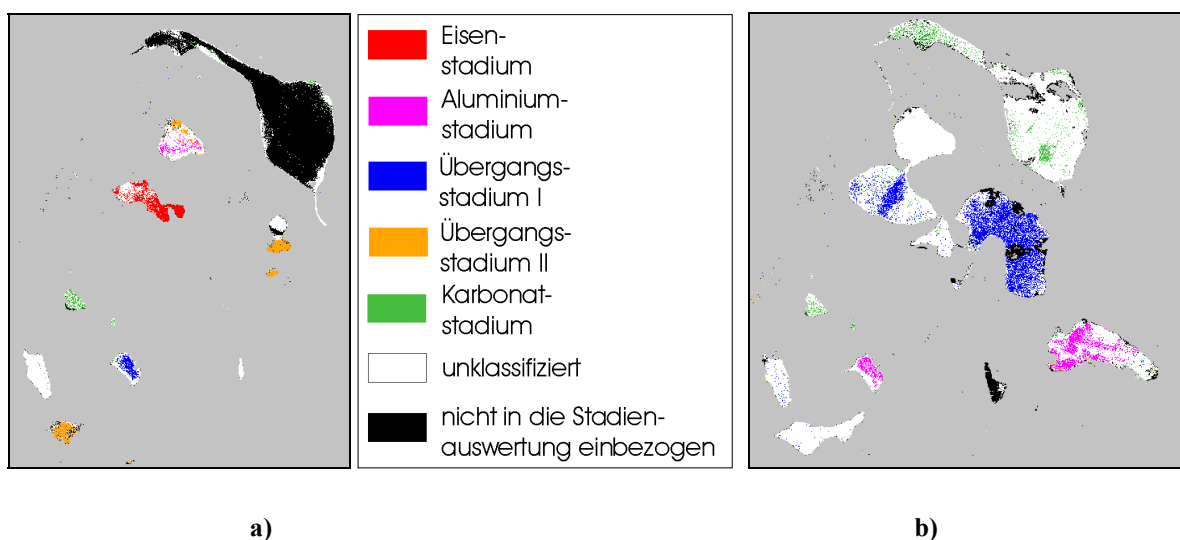 Eisen-
stadium
Aluminium-
stadium
Übergangs-
stadium I
Übergangs-
stadium II
Karbonat-
stadium
unklassifiziert
nicht in die Stadien-
auswertung einbezogen
a)
b)